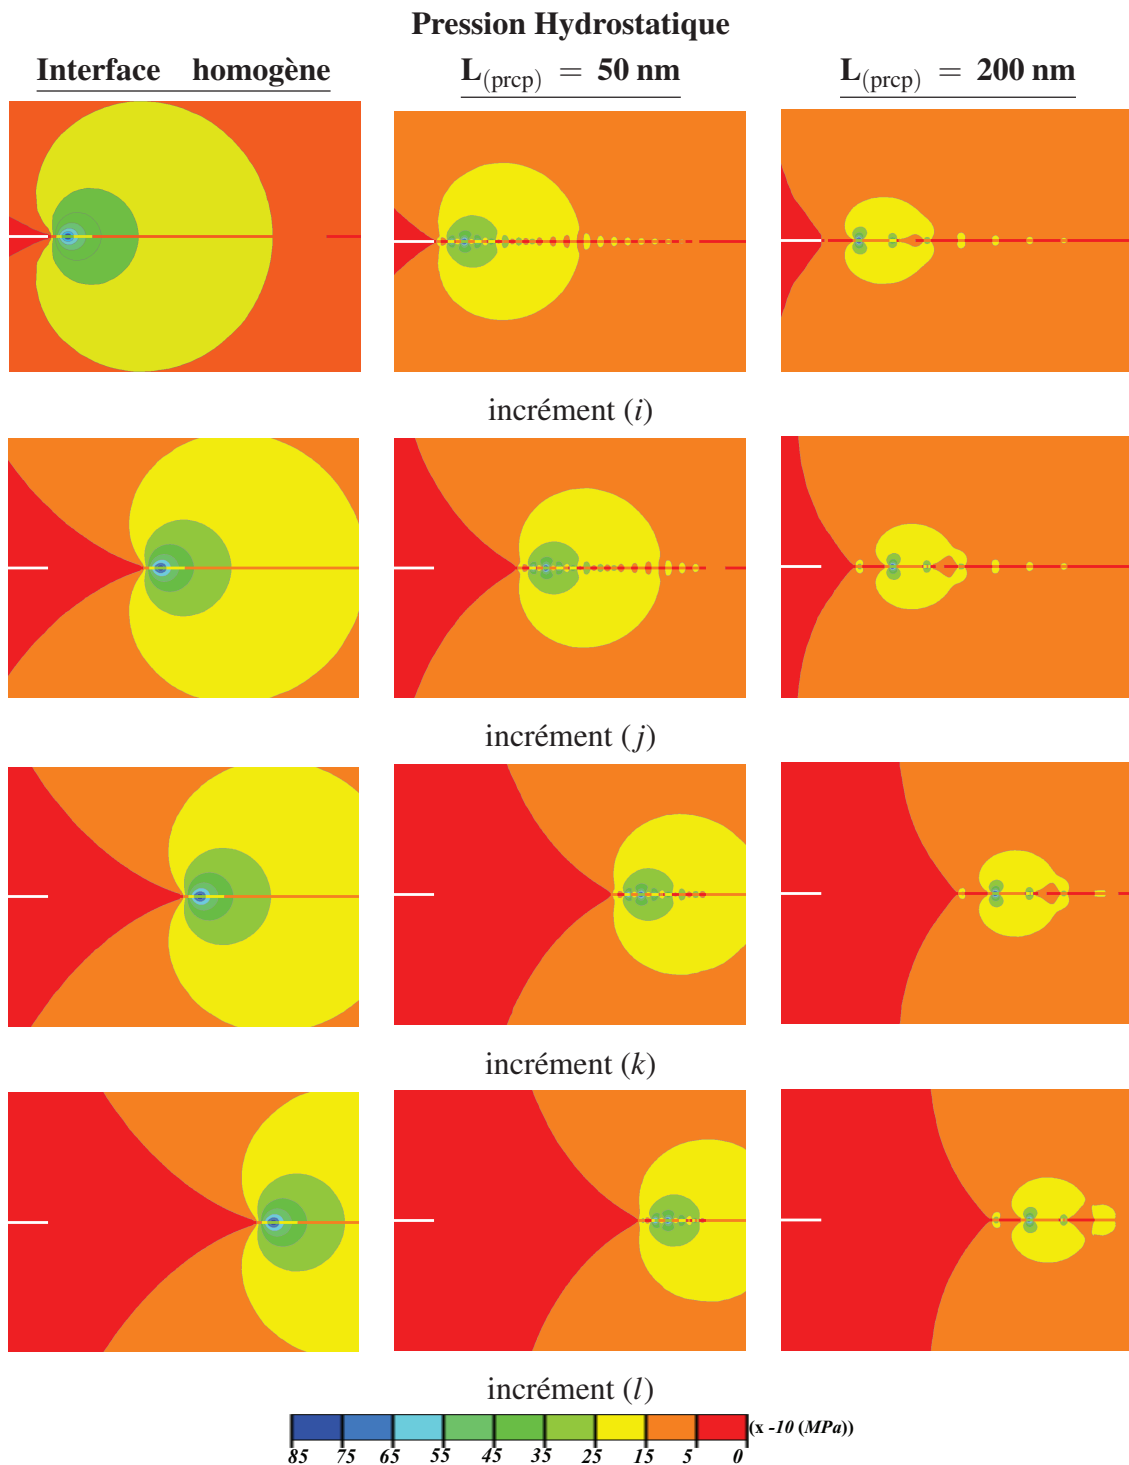 Pression Hydrostatique
Interface homogène L(prcp) = 50 nm L(prcp) = 200 nm
incrément (i)
incrément (j)
incrément (k)
incrément (l)
(x -10 (MPa))
85 75 65 55 45 35 25 15 5 0